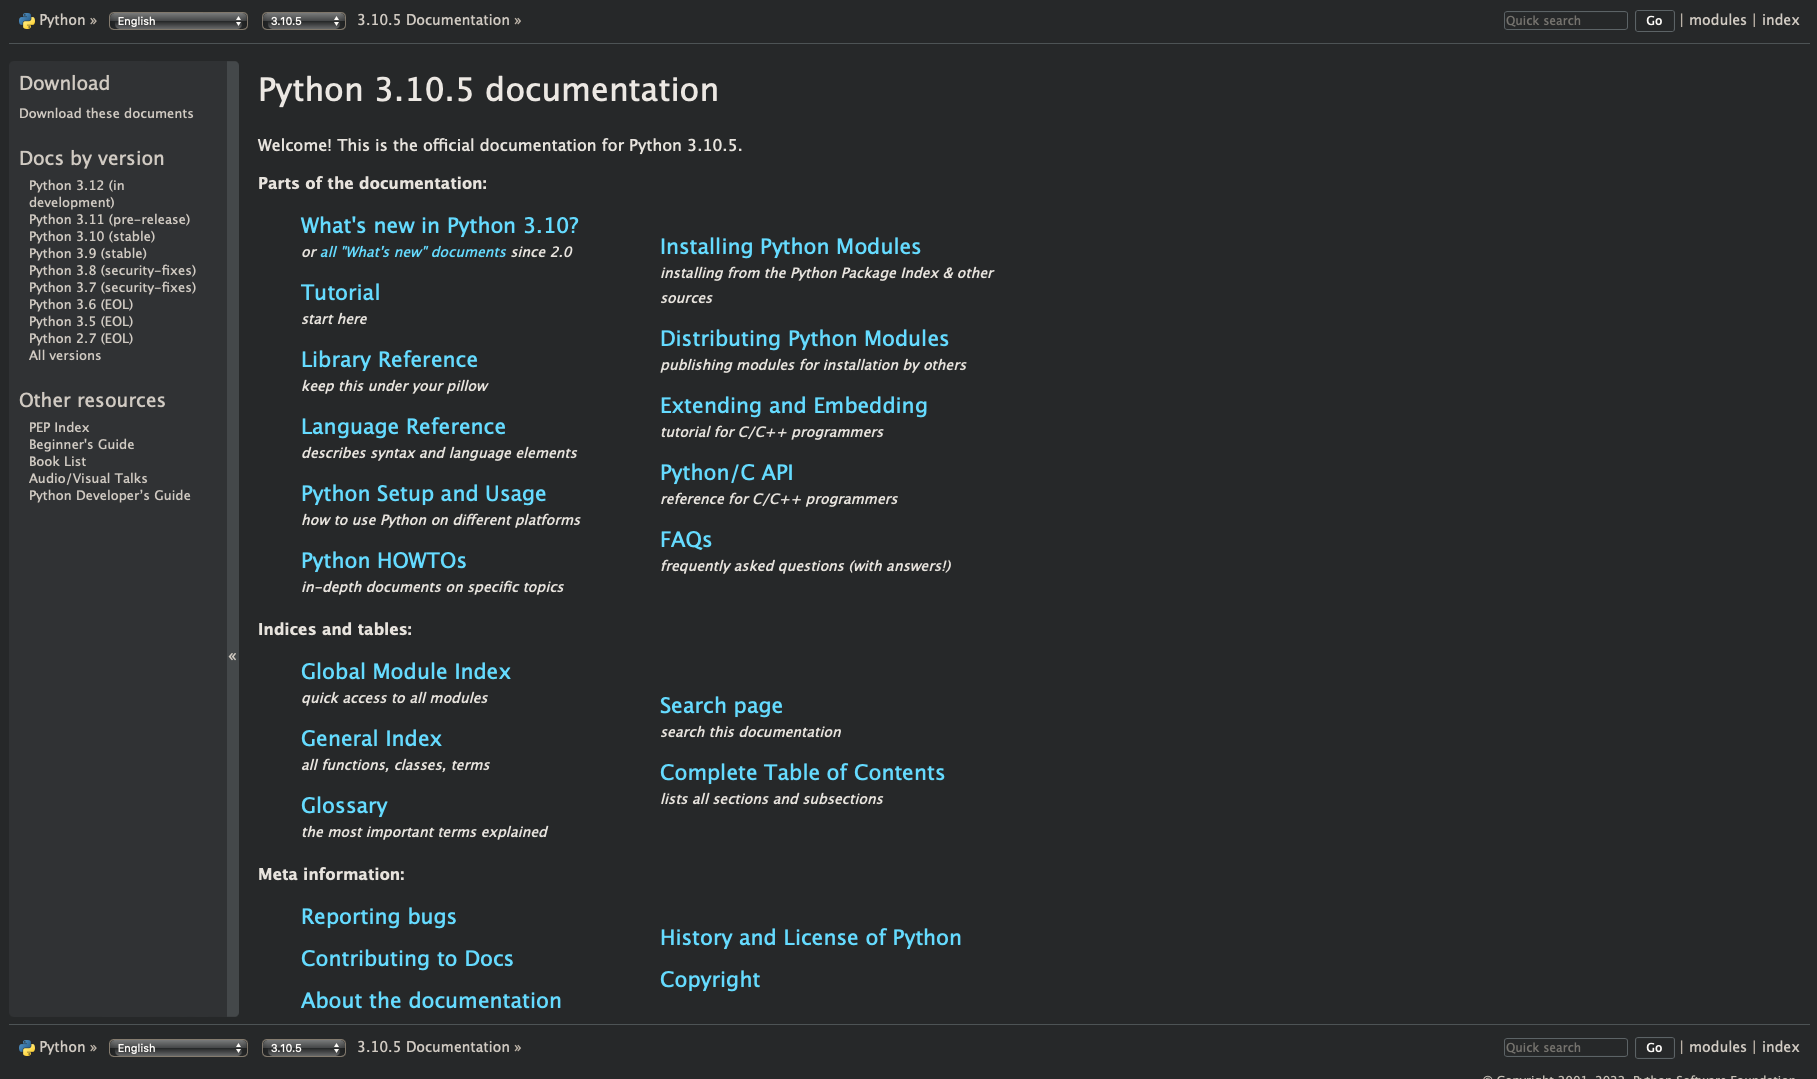 Python »
English
3.10.5
3.10.5 Documentation »
Quick search
Go
| modules | index
Download
Download these documents
Docs by version
Python 3.12 (in
development)
Python 3.11 (pre-release)
Python 3.10 (stable)
Python 3.9 (stable)
Python 3.8 (security-fixes)
Python 3.7 (security-fixes)
Python 3.6 (EOL)
Python 3.5 (EOL)
Python 2.7 (EOL)
All versions
Other resources
PEP Index
Beginner's Guide
Book List
Audio/Visual Talks
Python Developer's Guide
«
Python 3.10.5 documentation
Welcome! This is the official documentation for Python 3.10.5.
Parts of the documentation:
What's new in Python 3.10?
or all "What's new" documents since 2.0
Tutorial
start here
Library Reference
keep this under your pillow
Language Reference
describes syntax and language elements
Python Setup and Usage
how to use Python on different platforms
Python HOWTOs
in-depth documents on specific topics
Installing Python Modules
installing from the Python Package Index & other
sources
Distributing Python Modules
publishing modules for installation by others
Extending and Embedding
tutorial for C/C++ programmers
Python/C API
reference for C/C++ programmers
FAQs
frequently asked questions (with answers!)
Indices and tables:
Global Module Index
quick access to all modules
General Index
all functions, classes, terms
Glossary
the most important terms explained
Search page
search this documentation
Complete Table of Contents
lists all sections and subsections
Meta information:
Reporting bugs
Contributing to Docs
About the documentation
History and License of Python
Copyright
Python »
English
3.10.5
3.10.5 Documentation »
Quick search
Go
| modules | index
© Copyright 2001-2022, Python Software Foundation.